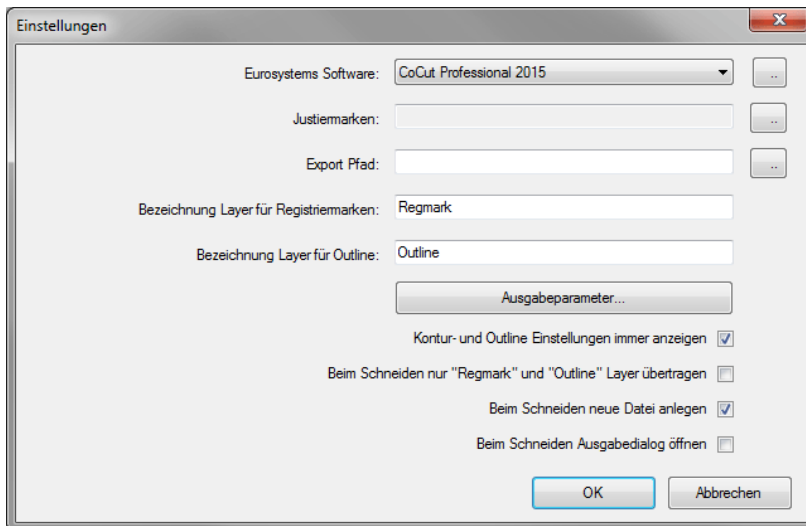 Einstellungen
Eurosystems Software: CoCut Professional 2015 ..
Justiermarken: ..
Export Pfad: ..
Bezeichnung Layer für Registriermarken: Regmark
Bezeichnung Layer für Outline: Outline
Ausgabeparameter...
Kontur- und Outline Einstellungen immer anzeigen
Beim Schneiden nur "Regmark" und "Outline" Layer übertragen
Beim Schneiden neue Datei anlegen
Beim Schneiden Ausgabedialog öffnen
OK Abbrechen